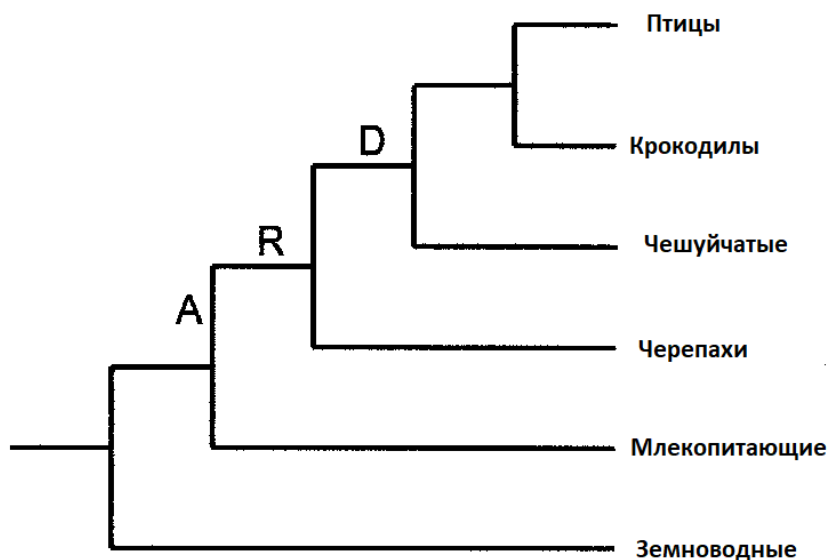 Птицы
D
Крокодилы
R
Чешуйчатые
A
Черепахи
Млекопитающие
Земноводные